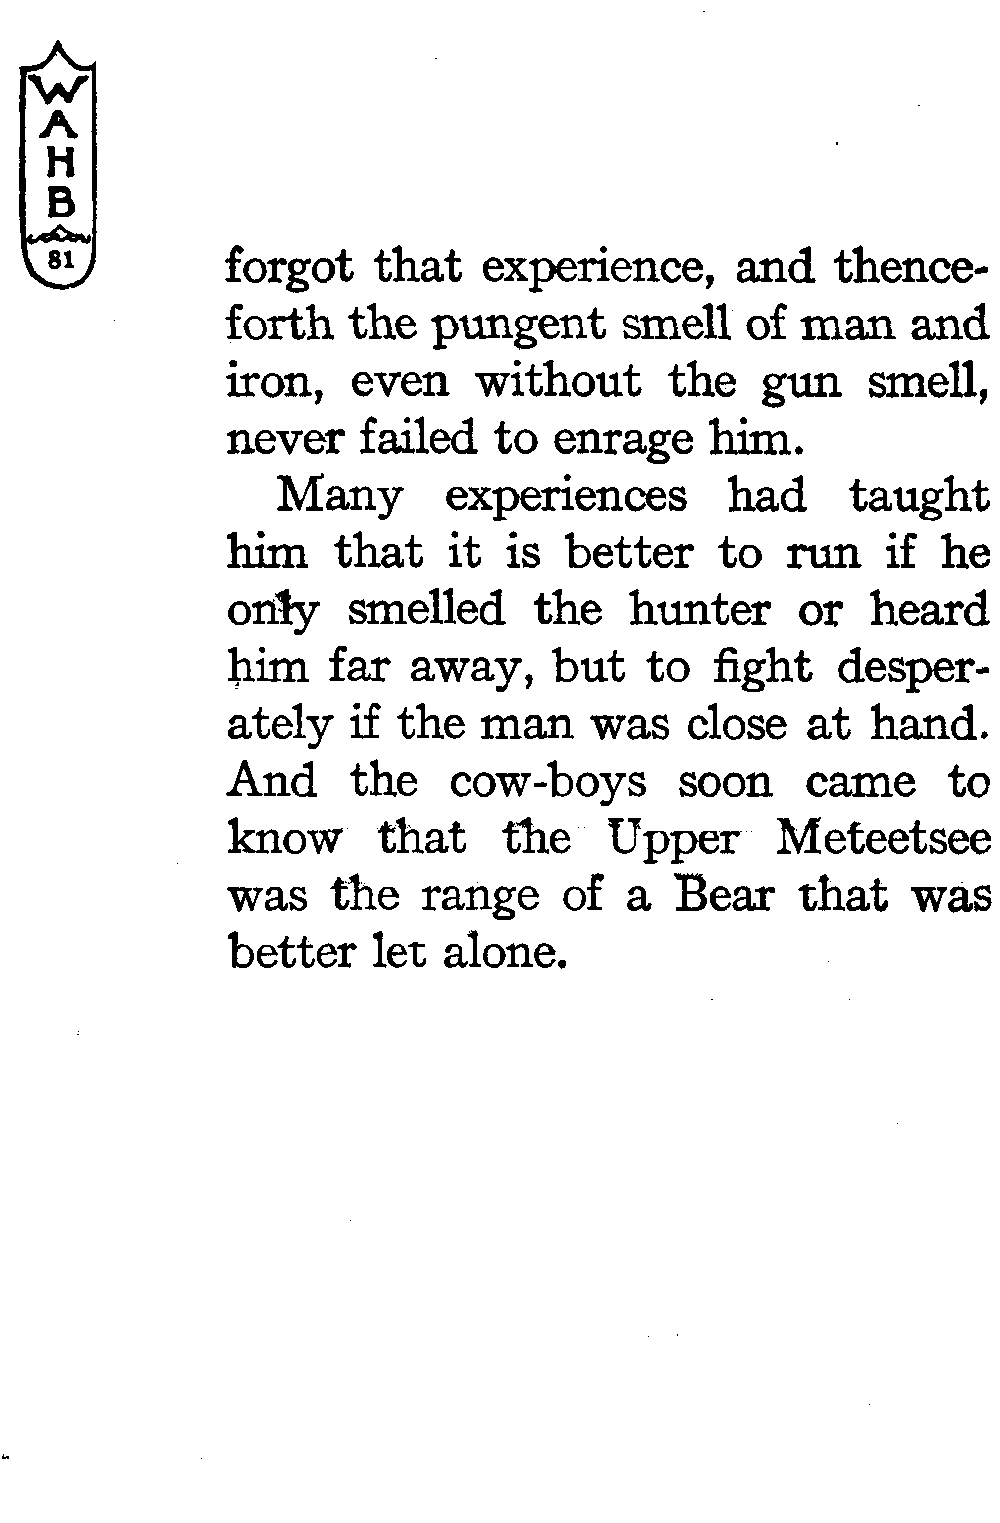 WAHB
81
forgot that experience, and thence-
forth the pungent smell of man and
iron, even without the gun smell,
never failed to enrage him.
Many experiences had taught
him that it is better to run if he
only smelled the hunter or heard
him far away, but to fight desper-
ately if the man was close at hand.
And the cow-boys soon came to
know that the Upper Meteetsee
was the range of a Bear that was
better let alone.